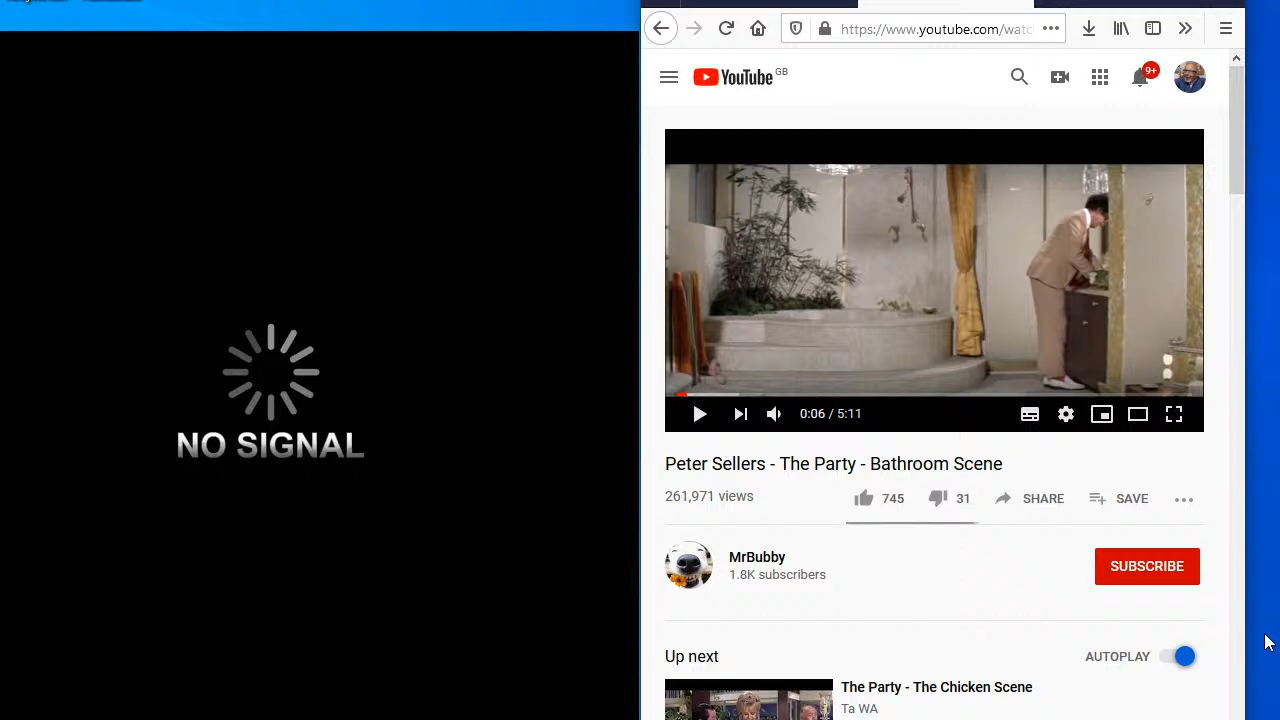 https://www.youtube.com/watc
YouTube GB
9+
NO SIGNAL
0:06 / 5:11
Peter Sellers - The Party - Bathroom Scene
261,971 views
745
31
SHARE
SAVE
MrBubby
1.8K subscribers
SUBSCRIBE
Up next
AUTOPLAY
The Party - The Chicken Scene
Ta WA